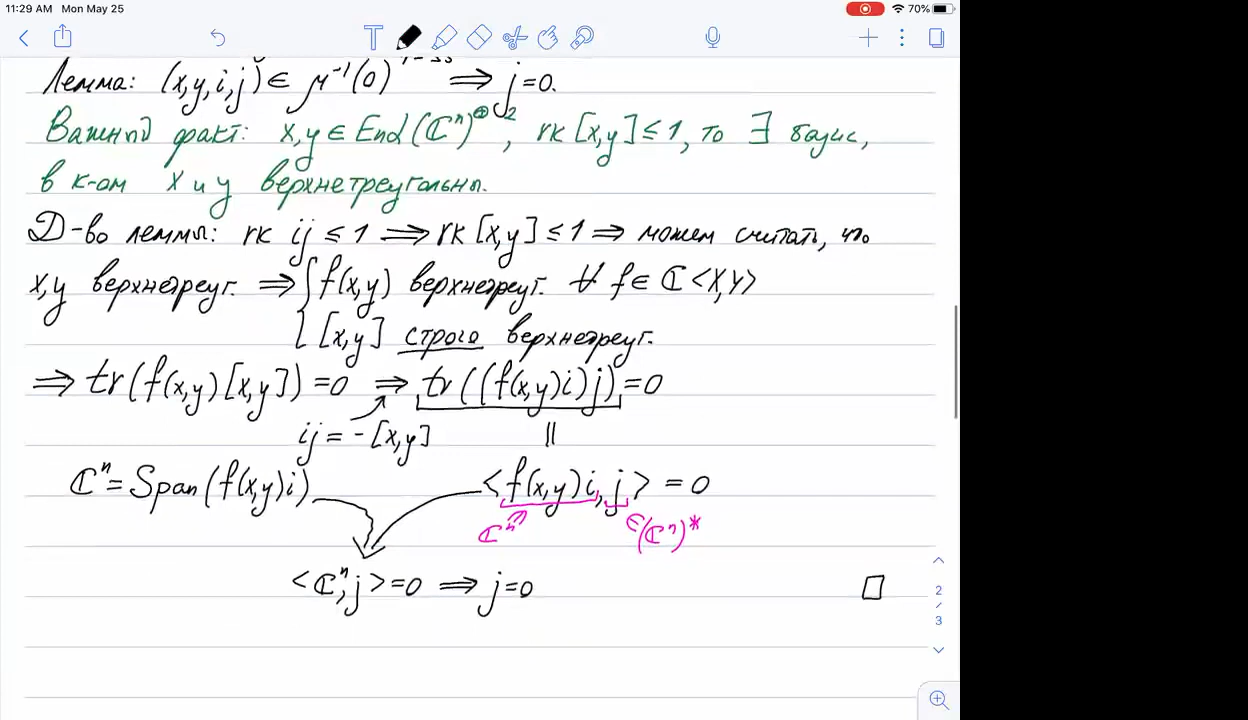 11:29 AM Mon May 25
70%
Лемма: (x,y,i,j) ∈ μ⁻¹(0) ⟹ j=0.
Важный факт: x,y ∈ End(ℂⁿ)^{⊕2}, rk [x,y] ≤ 1, то ∃ базис,
в к-ом x и y верхнетреугольны.
Д-во леммы: rk ij ≤ 1 ⟹ rk [x,y] ≤ 1 ⟹ можем считать, что
x,y верхнетреуг. ⟹ { f(x,y) верхнетреуг. ∀ f ∈ ℂ<X,Y>
[x,y] строго верхнетреуг.
⟹ tr(f(x,y)[x,y]) = 0 ⟹ tr((f(x,y)i)j) = 0
ij = -[x,y] ||
ℂⁿ = Span(f(x,y)i) <f(x,y)i, j> = 0
ℂⁿ ∈(ℂⁿ)*
<ℂⁿ,j> = 0 ⟹ j=0 □
2
/
3